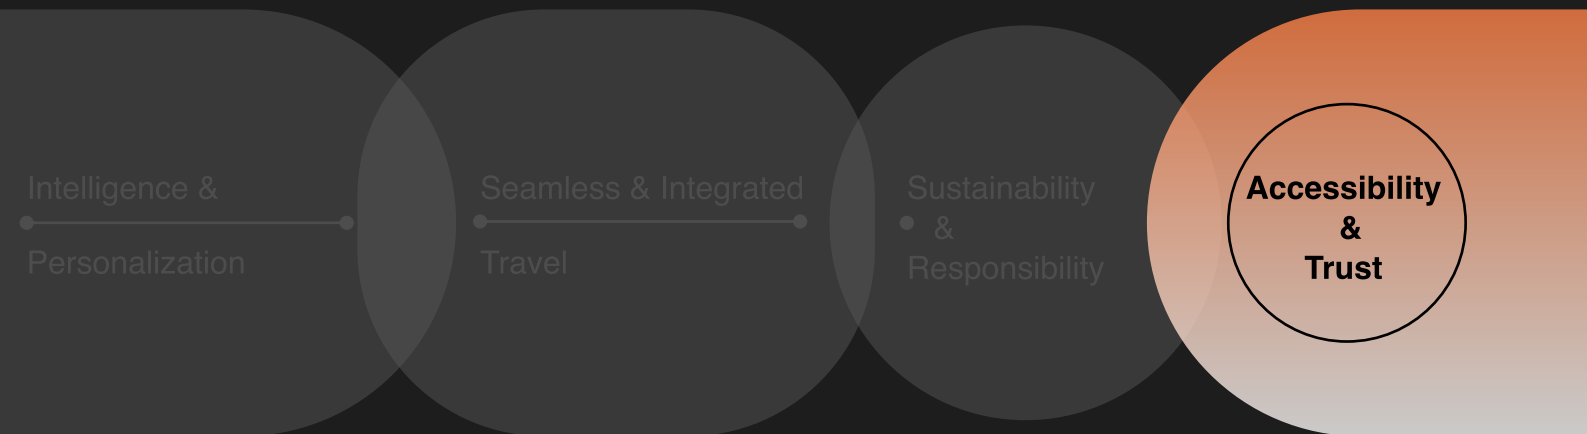 Intelligence &
Personalization
Seamless & Integrated
Travel
Sustainability
&
Responsibility
Accessibility
&
Trust